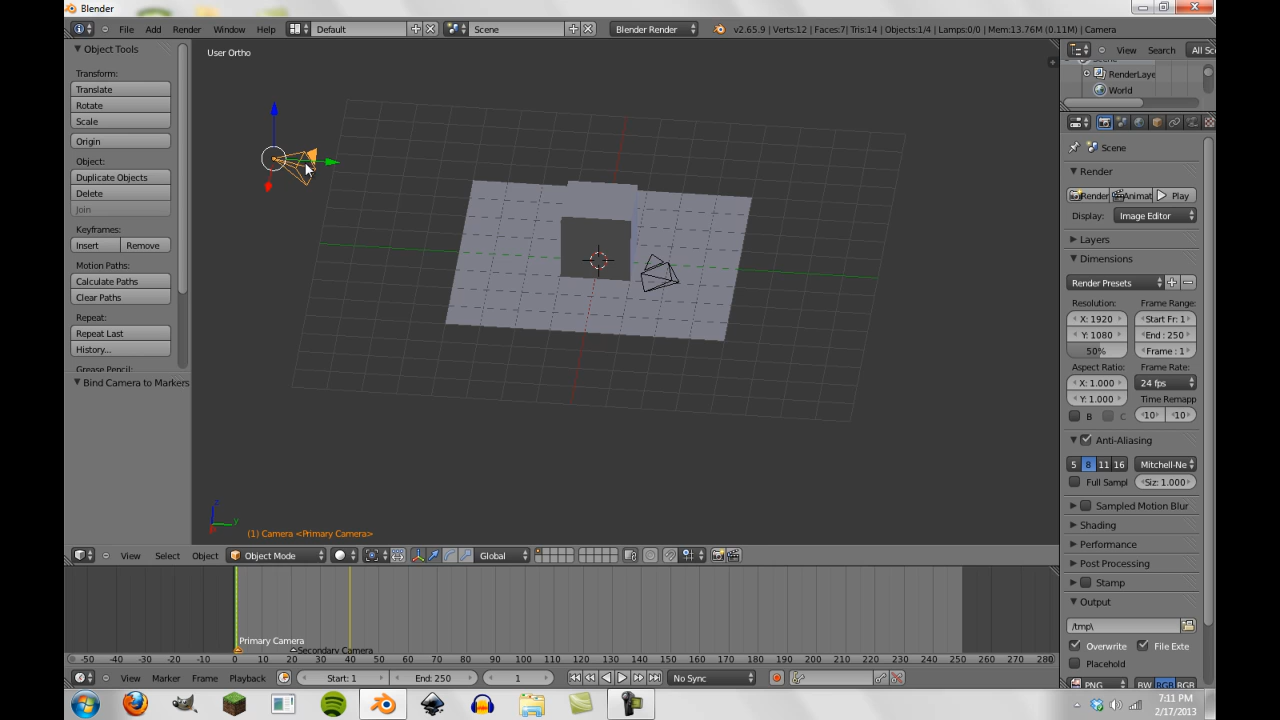 Blender
File Add Render Window Help Default Scene Blender Render v2.65.9 | Verts:12 | Faces:7| Tris:14 | Objects:1/4 | Lamps:0/0 | Mem:13.76M (0.11M) | Camera
Object Tools
Transform:
Translate
Rotate
Scale
Origin
Object:
Duplicate Objects
Delete
Join
Keyframes:
Insert Remove
Motion Paths:
Calculate Paths
Clear Paths
Repeat:
Repeat Last
History...
Grease Pencil:
Bind Camera to Markers
User Ortho
z
y
(1) Camera <Primary Camera>
View Select Object Object Mode Global
Primary Camera
Secondary Camera
-50 -40 -30 -20 -10 0 10 20 30 40 50 60 70 80 90 100 110 120 130 140 150 160 170 180 190 200 210 220 230 240 250 260 270 280
View Marker Frame Playback Start: 1 End: 250 1 No Sync
View Search All Sc
RenderLaye
World
Scene
Render
Render Animat Play
Display: Image Editor
Layers
Dimensions
Render Presets
Resolution: Frame Range:
X: 1920 Start Fr: 1
Y: 1080 End : 250
50% Frame : 1
Aspect Ratio: Frame Rate:
X: 1.000 24 fps
Y: 1.000 Time Remapp
B C 10 10
Anti-Aliasing
5 8 11 16 Mitchell-Ne
Full Sampl Siz: 1.000
Sampled Motion Blur
Shading
Performance
Post Processing
Stamp
Output
/tmp\
Overwrite File Exte
Placehold
PNG BW RGB RGB
7:11 PM
2/17/2013